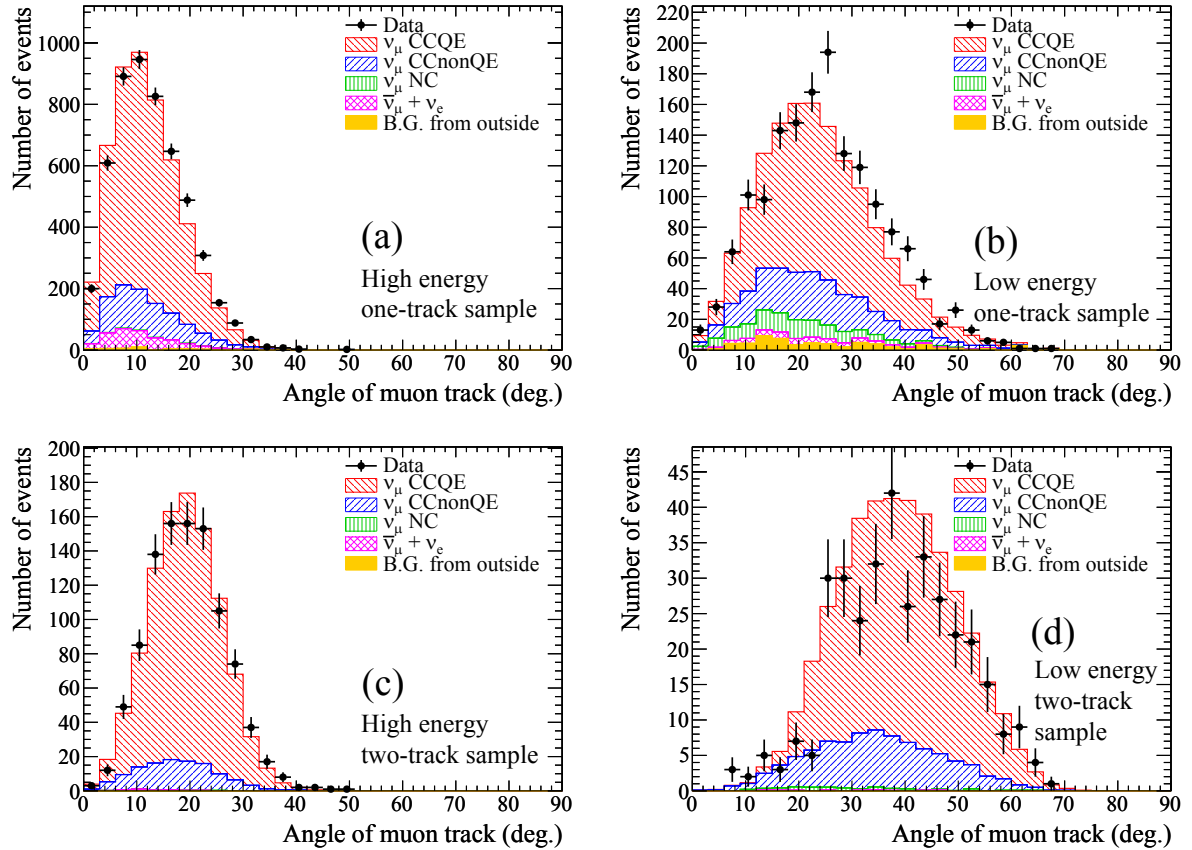 Number of events
1000
800
600
400
200
0
Data
νμ CCQE
νμ CCnonQE
νμ NC
ν̅μ + νe
B.G. from outside
(a)
High energy
one-track sample
0 10 20 30 40 50 60 70 80 90
Angle of muon track (deg.)
Number of events
220
200
180
160
140
120
100
80
60
40
20
0
Data
νμ CCQE
νμ CCnonQE
νμ NC
ν̅μ + νe
B.G. from outside
(b)
Low energy
one-track sample
0 10 20 30 40 50 60 70 80 90
Angle of muon track (deg.)
Number of events
200
180
160
140
120
100
80
60
40
20
0
Data
νμ CCQE
νμ CCnonQE
νμ NC
ν̅μ + νe
B.G. from outside
(c)
High energy
two-track sample
0 10 20 30 40 50 60 70 80 90
Angle of muon track (deg.)
Number of events
45
40
35
30
25
20
15
10
5
0
Data
νμ CCQE
νμ CCnonQE
νμ NC
ν̅μ + νe
B.G. from outside
(d)
Low energy
two-track
sample
0 10 20 30 40 50 60 70 80 90
Angle of muon track (deg.)